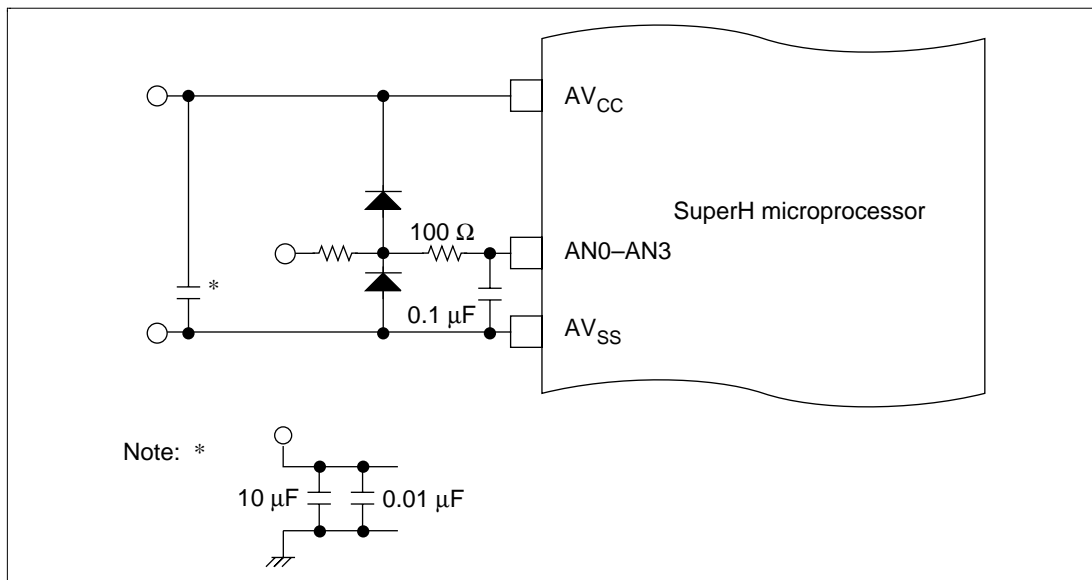 AVCC
SuperH microprocessor
100 Ω
AN0–AN3
*
0.1 µF
AVSS
Note: *
10 µF
0.01 µF